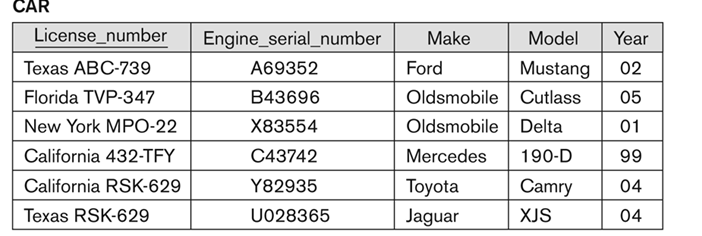 CAR
License_number Engine_serial_number Make Model Year
Texas ABC-739 A69352 Ford Mustang 02
Florida TVP-347 B43696 Oldsmobile Cutlass 05
New York MPO-22 X83554 Oldsmobile Delta 01
California 432-TFY C43742 Mercedes 190-D 99
California RSK-629 Y82935 Toyota Camry 04
Texas RSK-629 U028365 Jaguar XJS 04